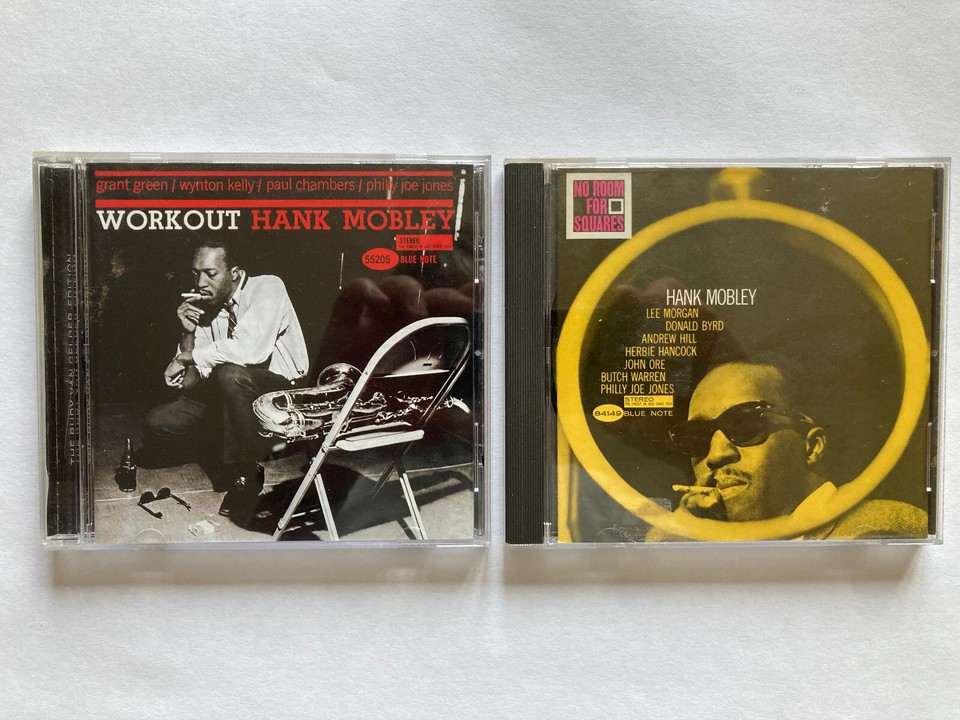 grant green / wynton kelly / paul chambers / philly joe jones
WORKOUT HANK MOBLEY
STEREO
55205 BLUE NOTE
THE RUDY VAN GELDER EDITION
NO ROOM
FOR
SQUARES
HANK MOBLEY
LEE MORGAN
DONALD BYRD
ANDREW HILL
HERBIE HANCOCK
JOHN ORE
BUTCH WARREN
PHILLY JOE JONES
STEREO
84149 BLUE NOTE